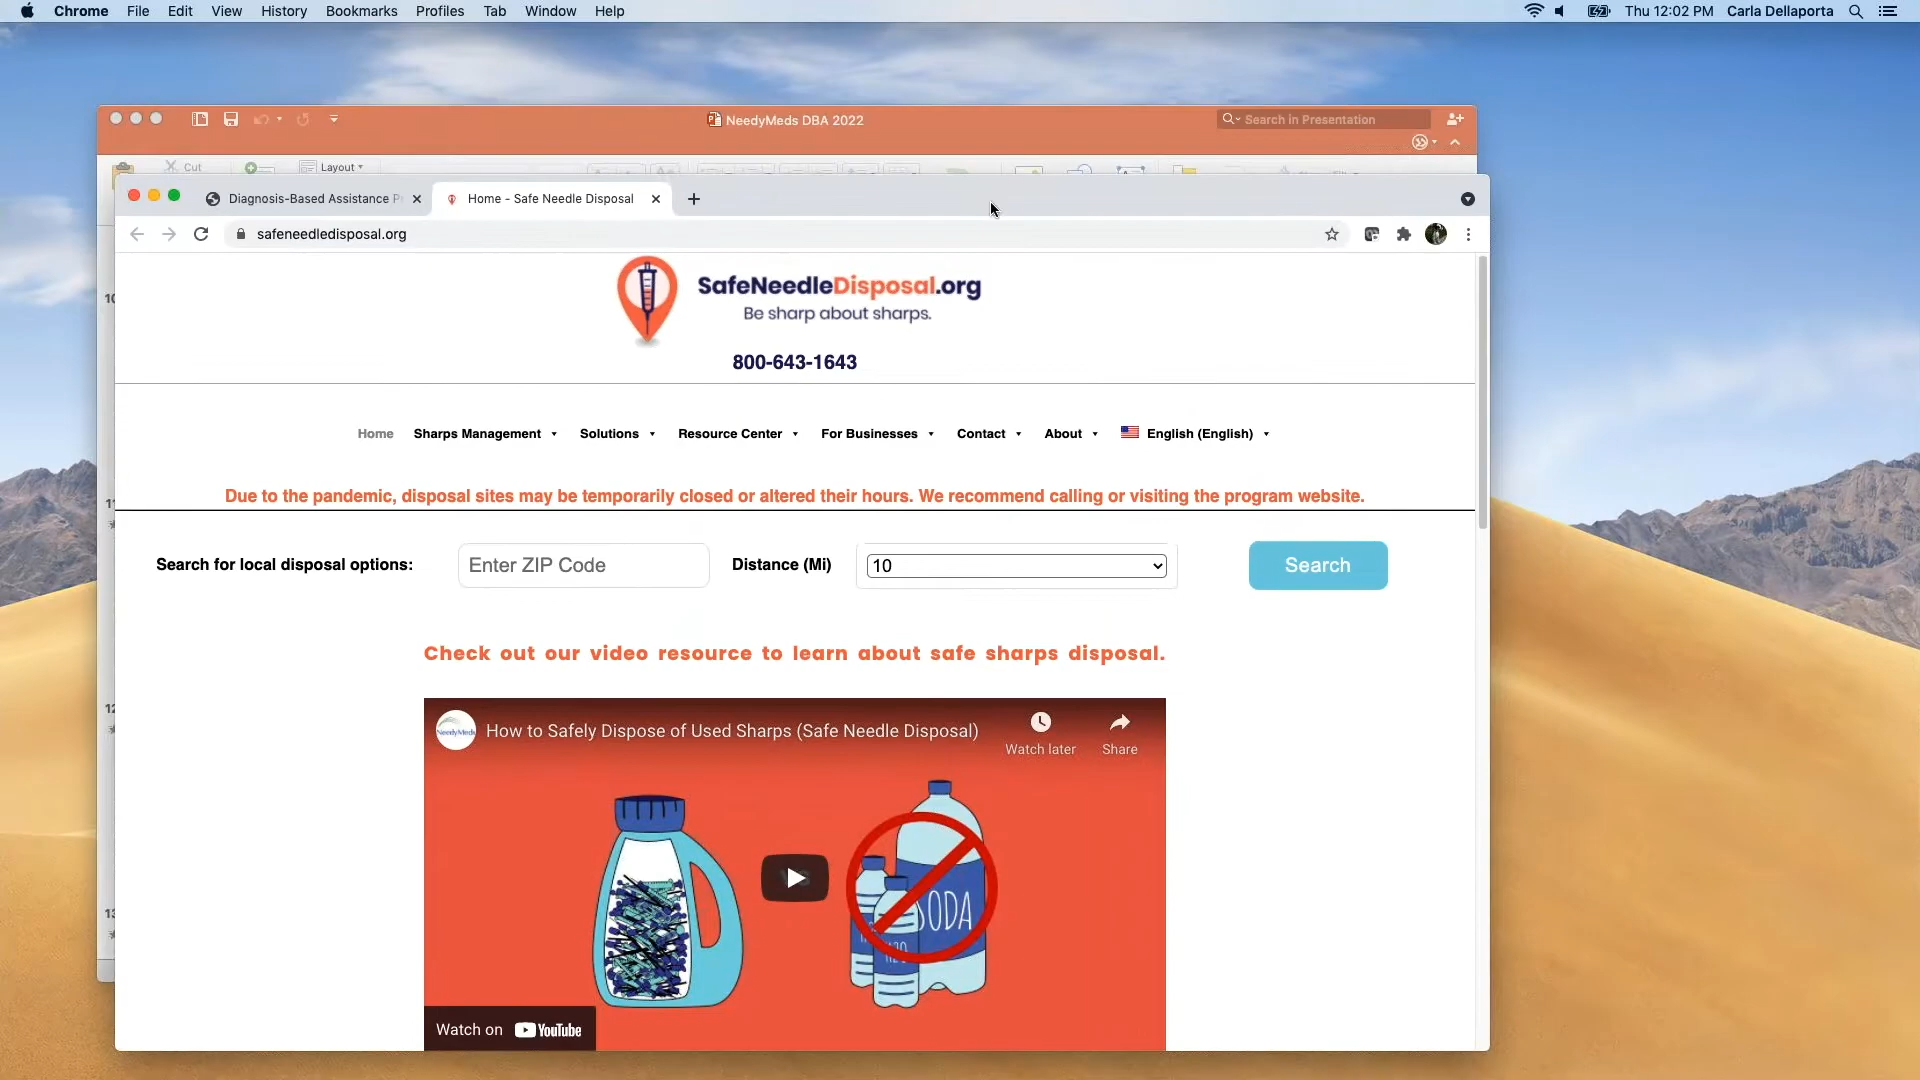 Chrome File Edit View History Bookmarks Profiles Tab Window Help Thu 12:02 PM Carla Dellaporta
NeedyMeds DBA 2022
Search in Presentation
Cut
Layout
Diagnosis-Based Assistance P
Home - Safe Needle Disposal
safeneedledisposal.org
SafeNeedleDisposal.org
Be sharp about sharps.
800-643-1643
Home Sharps Management Solutions Resource Center For Businesses Contact About English (English)
Due to the pandemic, disposal sites may be temporarily closed or altered their hours. We recommend calling or visiting the program website.
Search for local disposal options: Enter ZIP Code Distance (Mi) 10 Search
Check out our video resource to learn about safe sharps disposal.
NeedyMeds
How to Safely Dispose of Used Sharps (Safe Needle Disposal)
Watch later
Share
SODA
H2O
Watch on YouTube